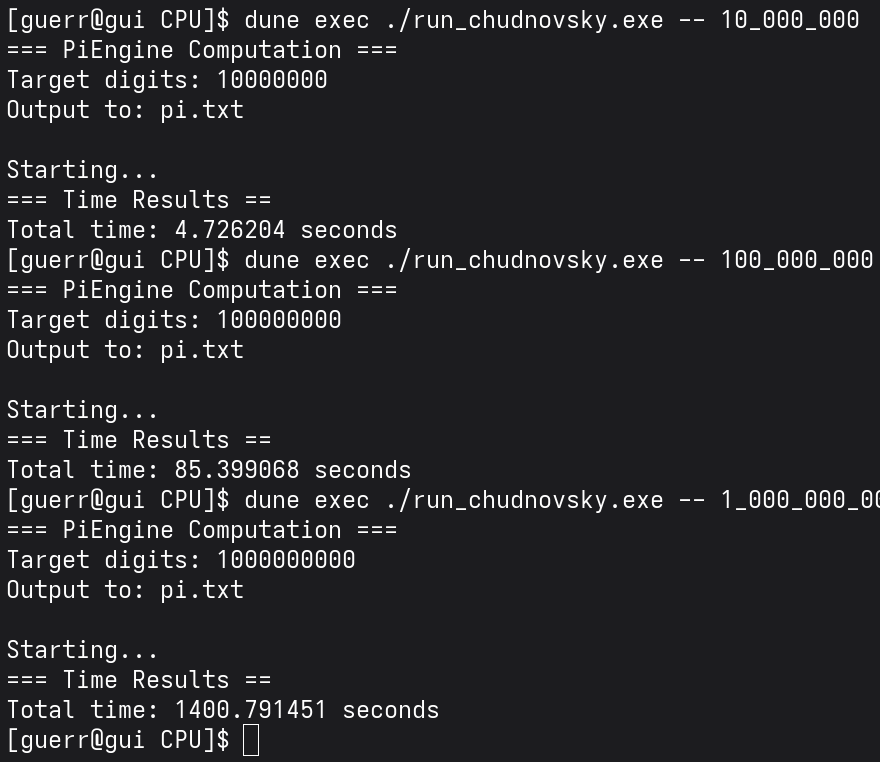 [guerr@gui CPU]$ dune exec ./run_chudnovsky.exe -- 10_000_000
=== PiEngine Computation ===
Target digits: 10000000
Output to: pi.txt
Starting...
=== Time Results ==
Total time: 4.726204 seconds
[guerr@gui CPU]$ dune exec ./run_chudnovsky.exe -- 100_000_000
=== PiEngine Computation ===
Target digits: 100000000
Output to: pi.txt
Starting...
=== Time Results ==
Total time: 85.399068 seconds
[guerr@gui CPU]$ dune exec ./run_chudnovsky.exe -- 1_000_000_00
=== PiEngine Computation ===
Target digits: 1000000000
Output to: pi.txt
Starting...
=== Time Results ==
Total time: 1400.791451 seconds
[guerr@gui CPU]$